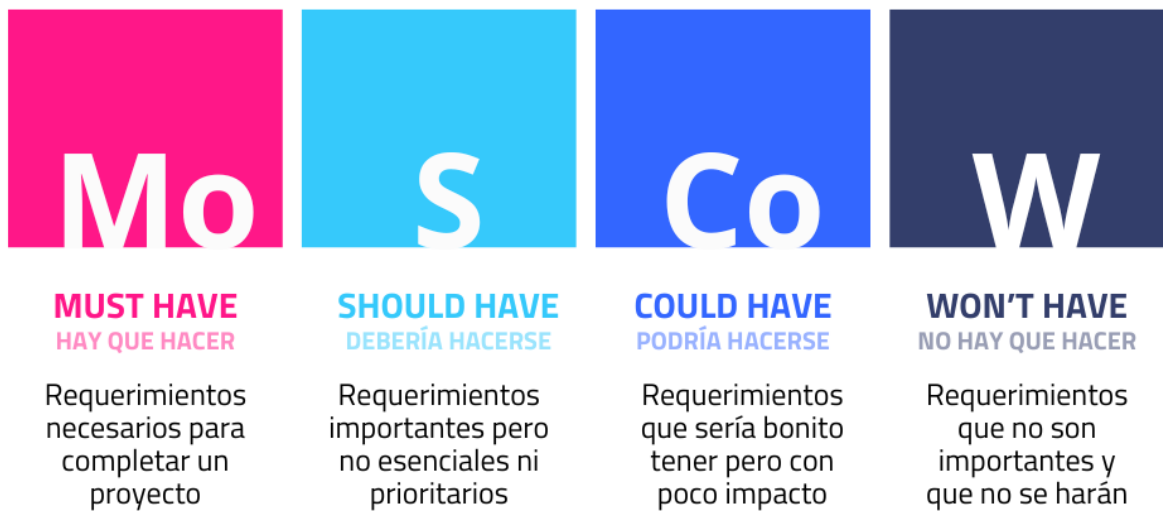 Mo
S
Co
W
MUST HAVE
HAY QUE HACER
Requerimientos
necesarios para
completar un
proyecto
SHOULD HAVE
DEBERÍA HACERSE
Requerimientos
importantes pero
no esenciales ni
prioritarios
COULD HAVE
PODRÍA HACERSE
Requerimientos
que sería bonito
tener pero con
poco impacto
WON’T HAVE
NO HAY QUE HACER
Requerimientos
que no son
importantes y
que no se harán